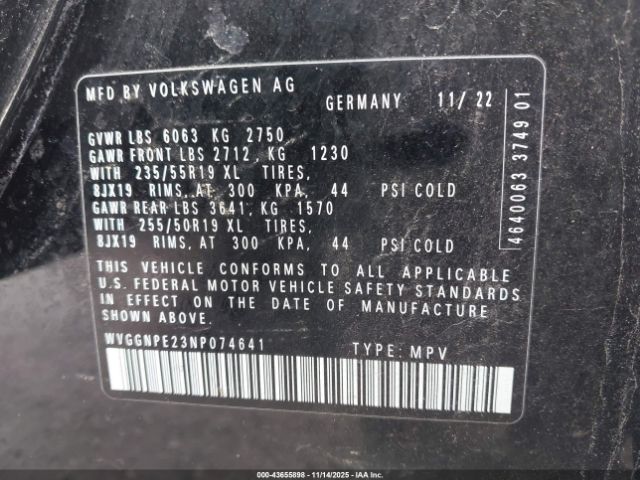 MFD BY VOLKSWAGEN AG
GERMANY 11/ 22
GVWR LBS 6063 KG 2750
GAWR FRONT LBS 2712, KG 1230
WITH 235/55R19 XL TIRES,
8JX19 RIMS, AT 300 KPA, 44 PSI COLD
GAWR REAR LBS 3641, KG 1570
WITH 255/50R19 XL TIRES,
8JX19 RIMS, AT 300 KPA, 44 PSI COLD
THIS VEHICLE CONFORMS TO ALL APPLICABLE
U.S. FEDERAL MOTOR VEHICLE SAFETY STANDARDS
IN EFFECT ON THE DATE OF MANUFACTURE
SHOWN ABOVE.
WVGGNPE23NP074641 TYPE: MPV
4640063 3749 01
000-43655898 - 11/14/2025 - IAA Inc.